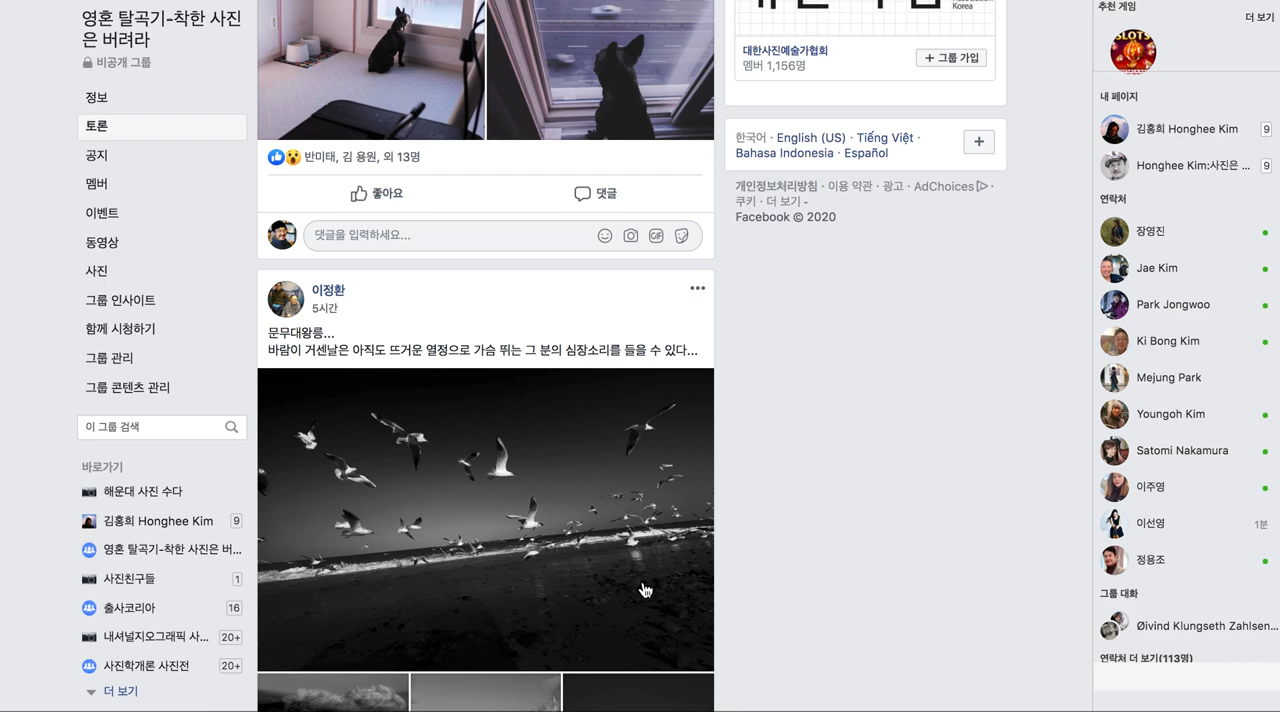 영혼 탈곡기-착한 사진
은 버려라
비공개 그룹
정보
토론
공지
멤버
이벤트
동영상
사진
그룹 인사이트
함께 시청하기
그룹 관리
그룹 콘텐츠 관리
이 그룹 검색
바로가기
해운대 사진 수다
김홍희 Honghee Kim 9
영혼 탈곡기-착한 사진은 버...
사진친구들 1
출사코리아 16
내셔널지오그래픽 사... 20+
사진학개론 사진전 20+
더 보기
반미태, 김 용원, 외 13명
좋아요
댓글
댓글을 입력하세요...
GIF
이정환
5시간
문무대왕릉...
바람이 거센날은 아직도 뜨거운 열정으로 가슴 뛰는 그 분의 심장소리를 들을 수 있다...
Korea
대한사진예술가협회
멤버 1,156명
+ 그룹 가입
한국어 · English (US) · Tiếng Việt ·
Bahasa Indonesia · Español
+
개인정보처리방침 · 이용 약관 · 광고 · AdChoices ·
쿠키 · 더 보기
Facebook © 2020
추천 게임
더 보기
SLOTS
내 페이지
김홍희 Honghee Kim 9
Honghee Kim:사진은 ... 9
연락처
장영진
Jae Kim
Park Jongwoo
Ki Bong Kim
Mejung Park
Youngoh Kim
Satomi Nakamura
이주영
이선영 1분
정용조
그룹 대화
Øivind Klungseth Zahlsen...
연락처 더 보기(113명)